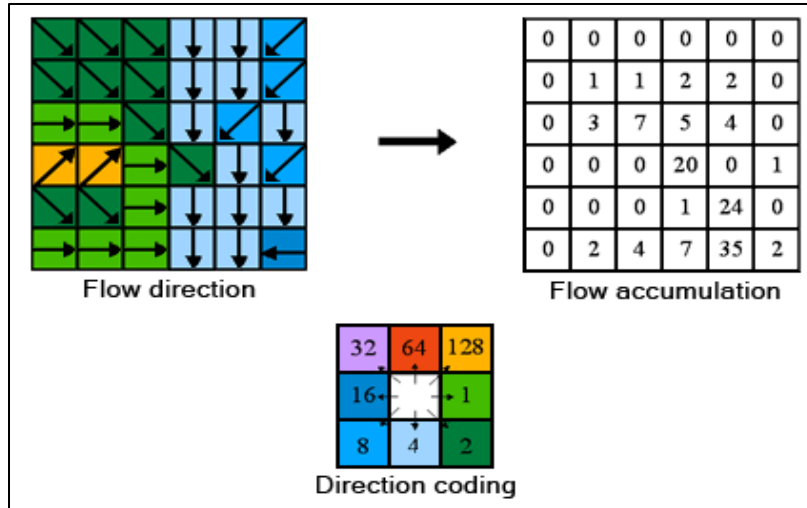 0 0 0 0 0 0
0 1 1 2 2 0
0 3 7 5 4 0
0 0 0 20 0 1
0 0 0 1 24 0
0 2 4 7 35 2
Flow direction
Flow accumulation
32 64 128
16 1
8 4 2
Direction coding